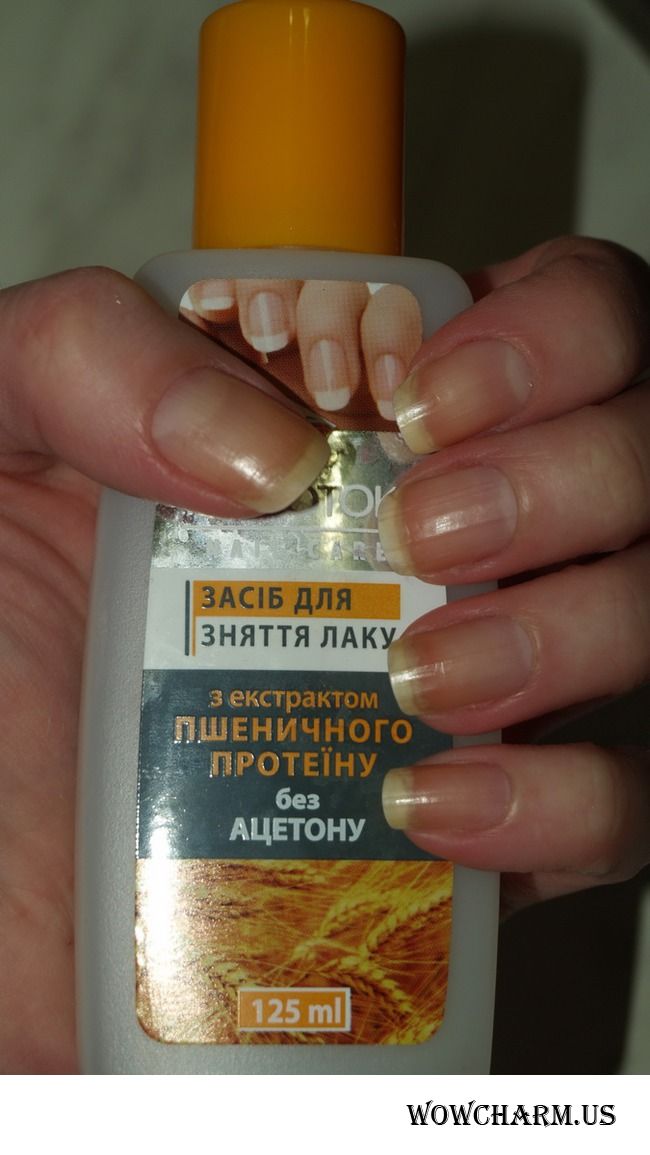 ЗАСІБ ДЛЯ
ЗНЯТТЯ ЛАКУ
з екстрактом
ПШЕНИЧНОГО
ПРОТЕЇНУ
без
АЦЕТОНУ
125 ml
WOWCHARM.US